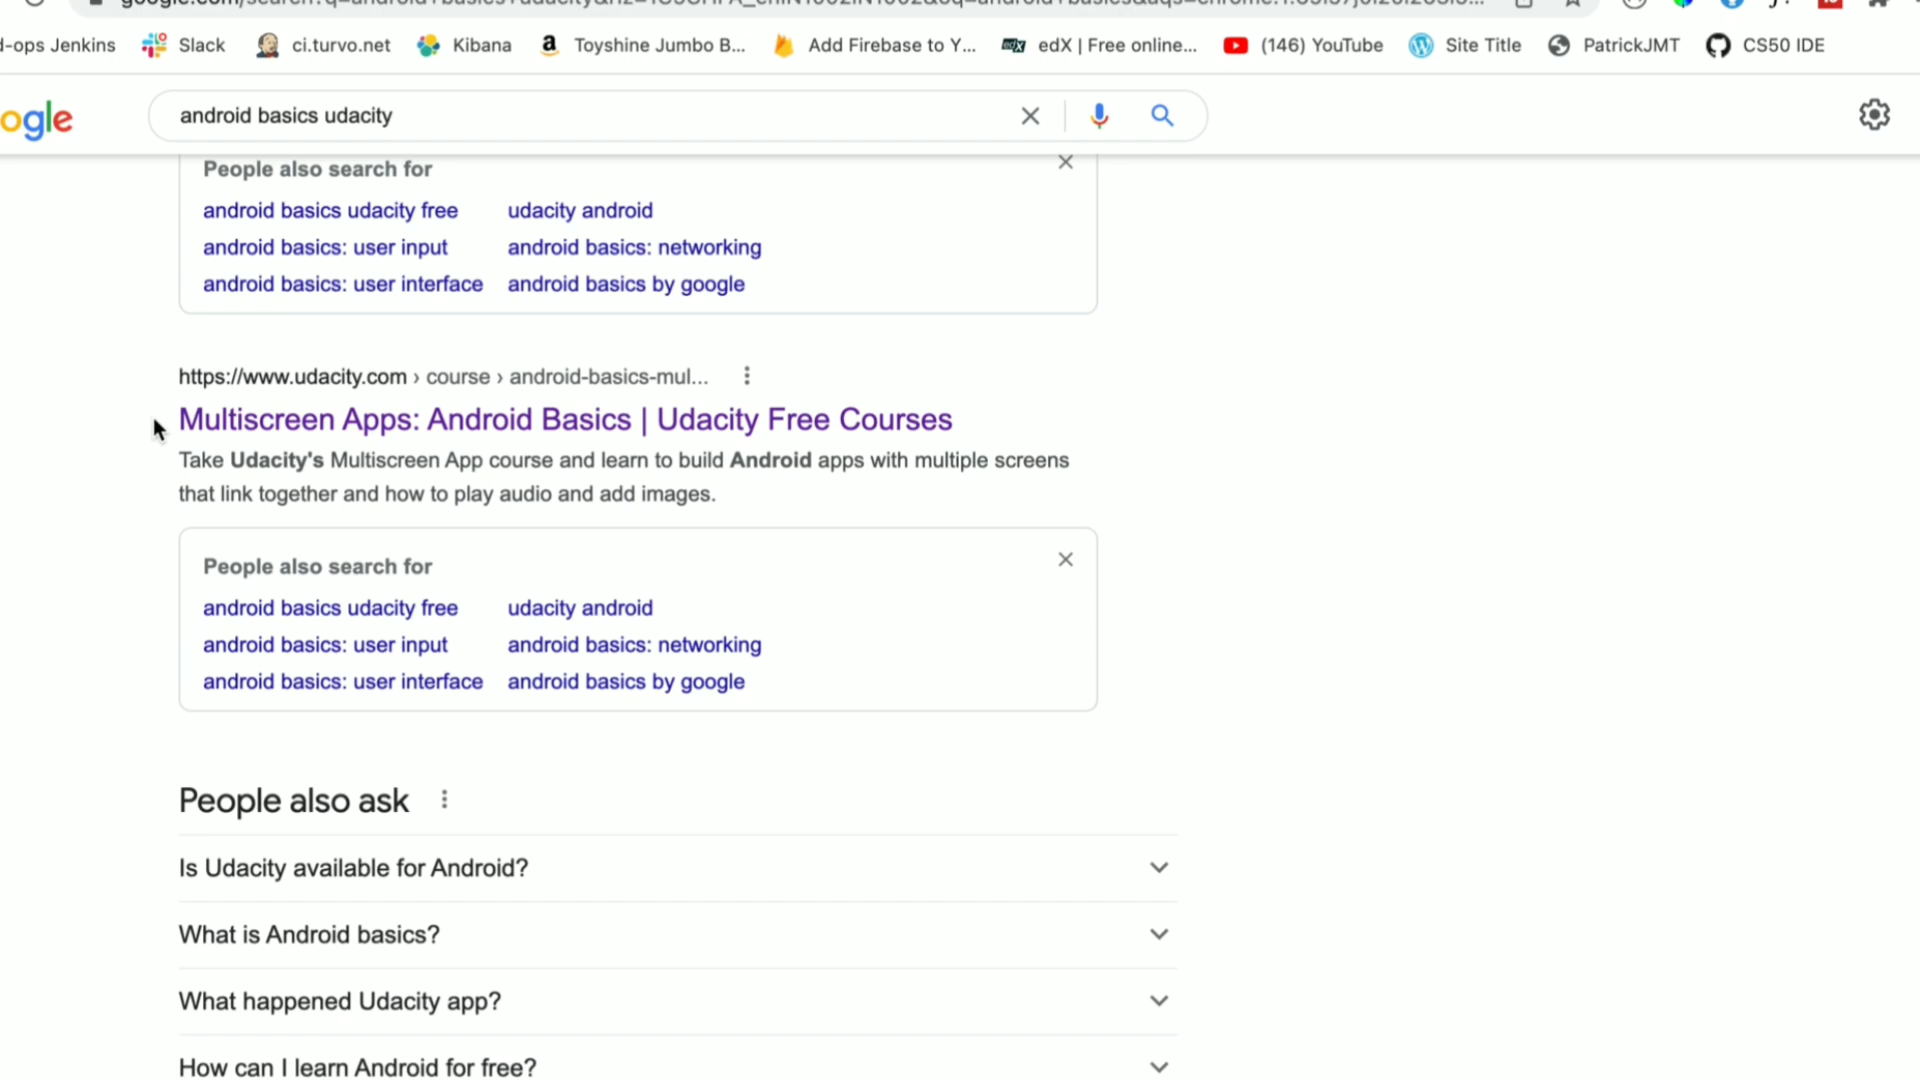 d-ops Jenkins Slack ci.turvo.net Kibana Toyshine Jumbo B... Add Firebase to Y... edX | Free online... (146) YouTube Site Title PatrickJMT CS50 IDE
ogle android basics udacity
People also search for
android basics udacity free udacity android
android basics: user input android basics: networking
android basics: user interface android basics by google
https://www.udacity.com › course › android-basics-mul...
Multiscreen Apps: Android Basics | Udacity Free Courses
Take Udacity's Multiscreen App course and learn to build Android apps with multiple screens
that link together and how to play audio and add images.
People also search for
android basics udacity free udacity android
android basics: user input android basics: networking
android basics: user interface android basics by google
People also ask
Is Udacity available for Android?
What is Android basics?
What happened Udacity app?
How can I learn Android for free?